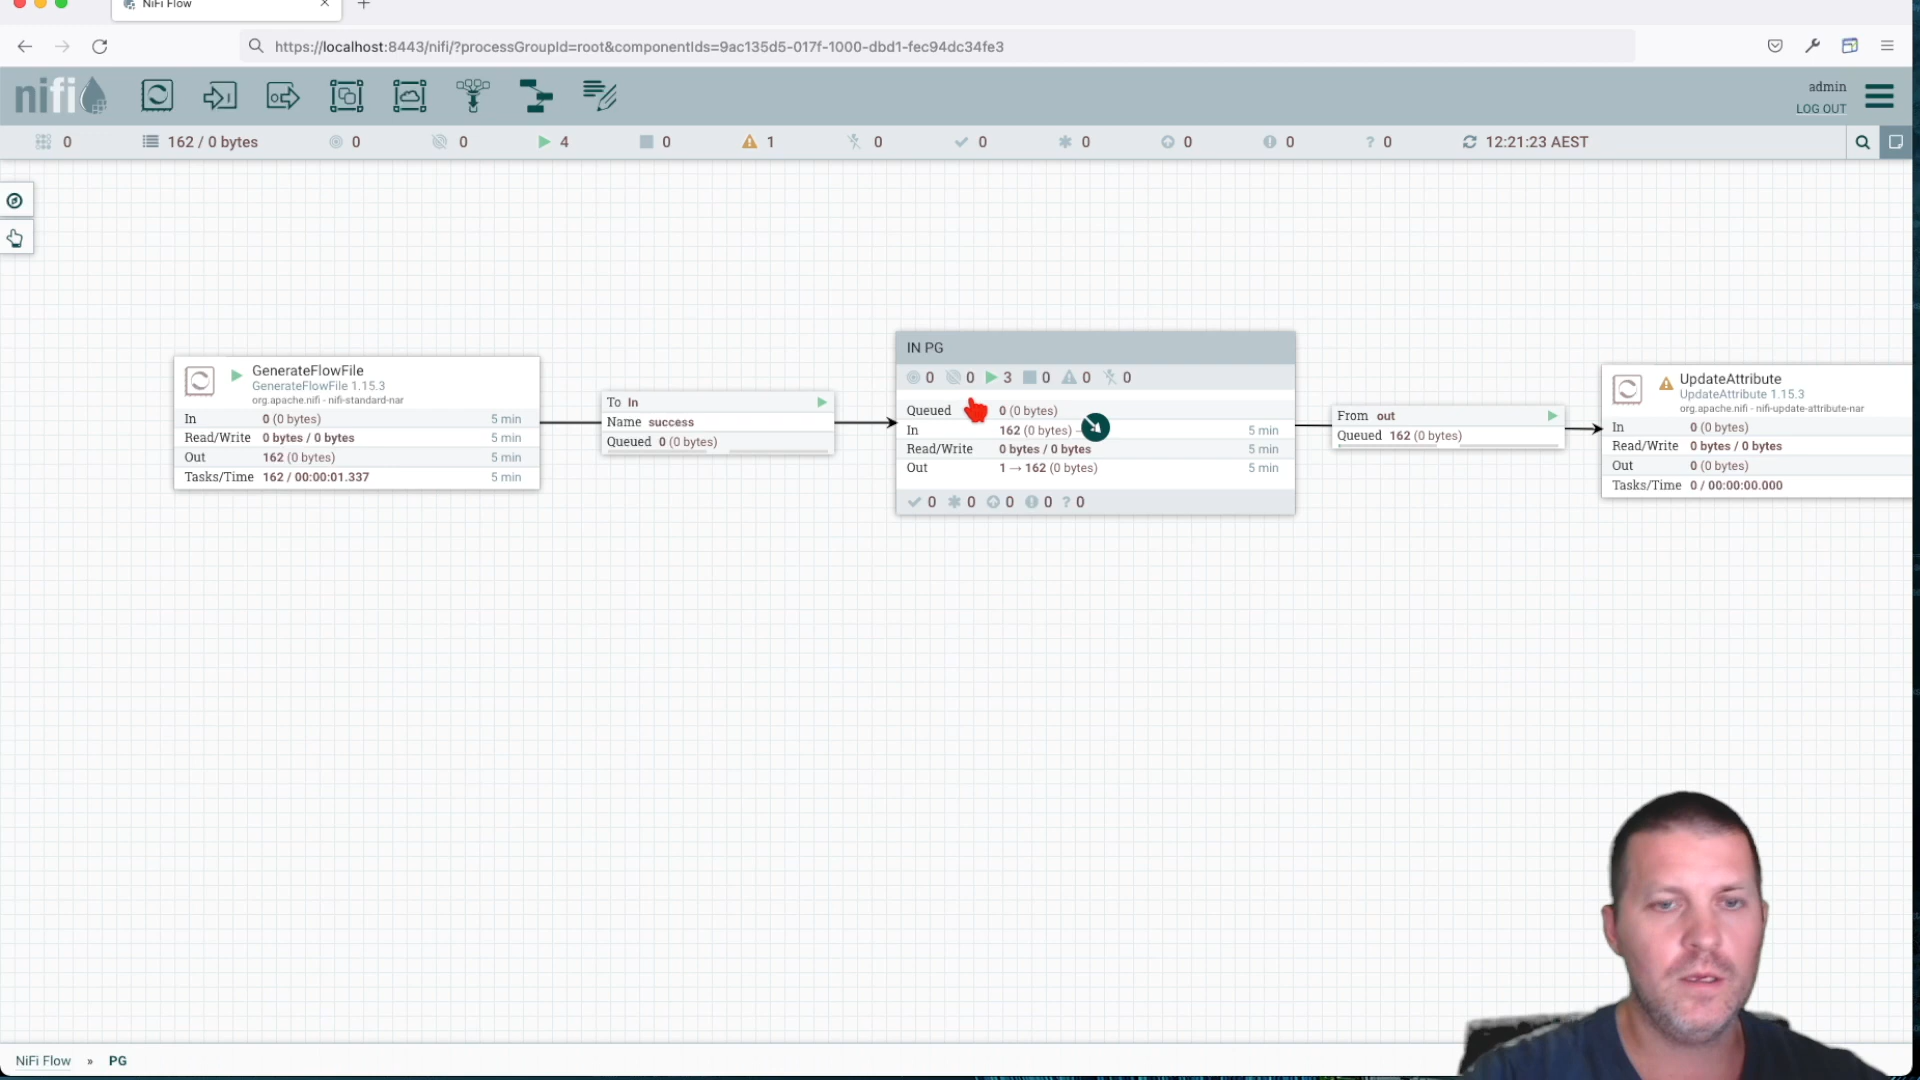 NiFi Flow
https://localhost:8443/nifi/?processGroupId=root&componentIds=9ac135d5-017f-1000-dbd1-fec94dc34fe3
nifi
admin
LOG OUT
0 162 / 0 bytes 0 0 4 0 1 0 0 0 0 0 ? 0 12:21:23 AEST
GenerateFlowFile
GenerateFlowFile 1.15.3
org.apache.nifi - nifi-standard-nar
In 0 (0 bytes) 5 min
Read/Write 0 bytes / 0 bytes 5 min
Out 162 (0 bytes) 5 min
Tasks/Time 162 / 00:00:01.337 5 min
To In
Name success
Queued 0 (0 bytes)
IN PG
0 0 3 0 0 0
Queued 0 (0 bytes)
In 162 (0 bytes) → 5 min
Read/Write 0 bytes / 0 bytes 5 min
Out 1 → 162 (0 bytes) 5 min
0 0 0 0 ? 0
From out
Queued 162 (0 bytes)
UpdateAttribute
UpdateAttribute 1.15.3
org.apache.nifi - nifi-update-attribute-nar
In 0 (0 bytes)
Read/Write 0 bytes / 0 bytes
Out 0 (0 bytes)
Tasks/Time 0 / 00:00:00.000
NiFi Flow » PG